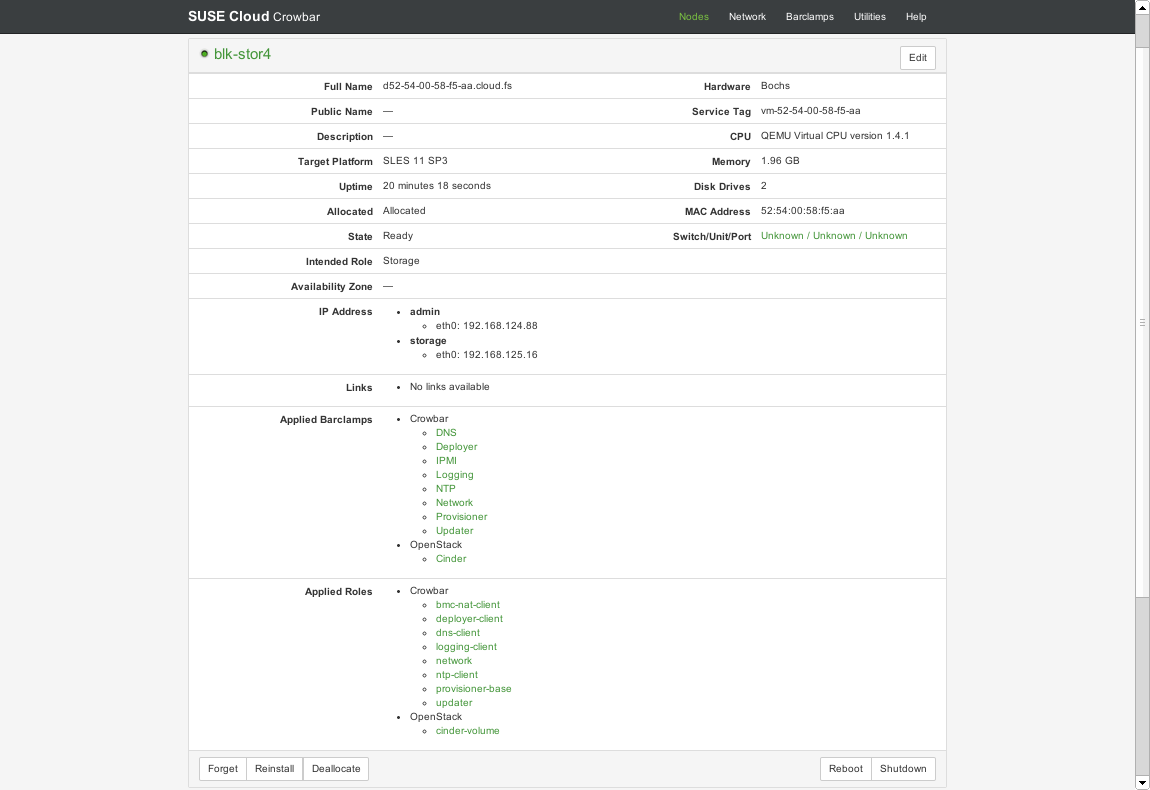 SUSE Cloud Crowbar Nodes Network Barclamps Utilities Help
blk-stor4 Edit
Full Name d52-54-00-58-f5-aa.cloud.fs Hardware Bochs
Public Name — Service Tag vm-52-54-00-58-f5-aa
Description — CPU QEMU Virtual CPU version 1.4.1
Target Platform SLES 11 SP3 Memory 1.96 GB
Uptime 20 minutes 18 seconds Disk Drives 2
Allocated Allocated MAC Address 52:54:00:58:f5:aa
State Ready Switch/Unit/Port Unknown / Unknown / Unknown
Intended Role Storage
Availability Zone —
IP Address • admin
eth0: 192.168.124.88
• storage
eth0: 192.168.125.16
Links • No links available
Applied Barclamps • Crowbar
DNS
Deployer
IPMI
Logging
NTP
Network
Provisioner
Updater
• OpenStack
Cinder
Applied Roles • Crowbar
bmc-nat-client
deployer-client
dns-client
logging-client
network
ntp-client
provisioner-base
updater
• OpenStack
cinder-volume
Forget Reinstall Deallocate Reboot Shutdown